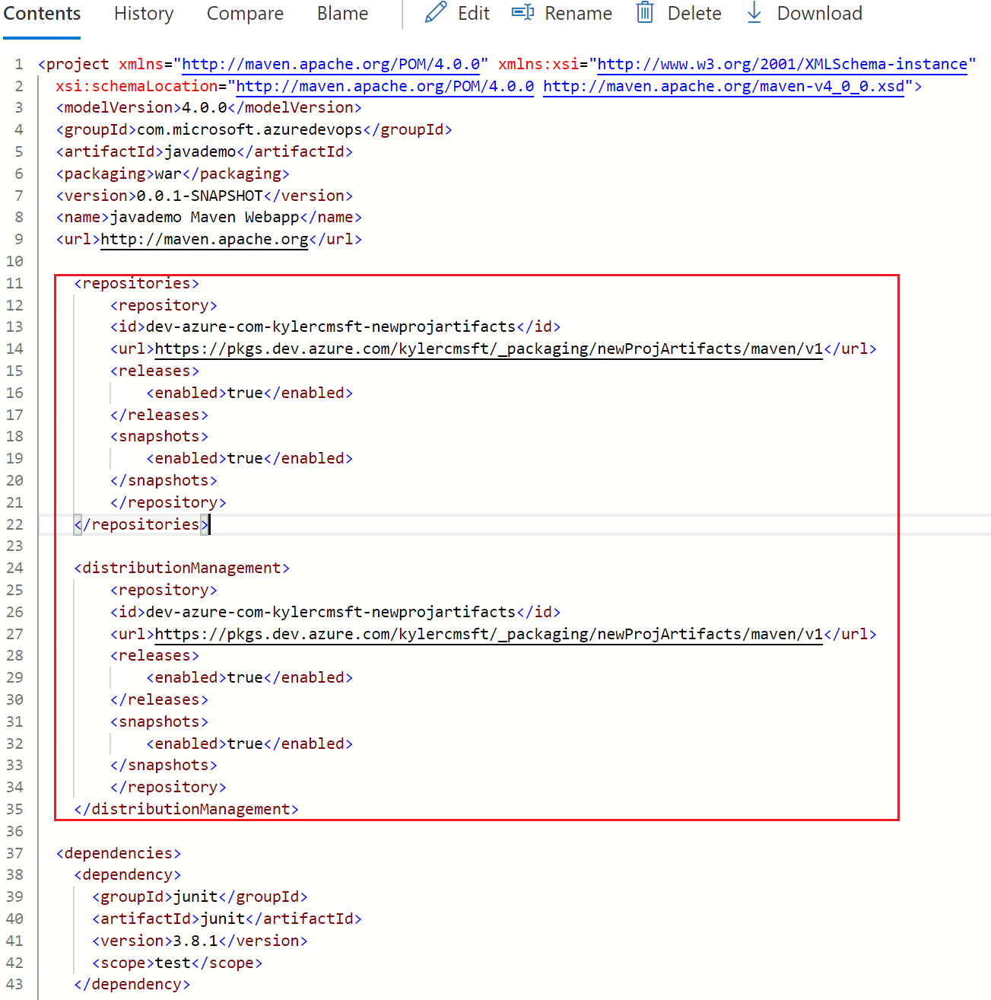 Contents History Compare Blame Edit Rename Delete Download
1 <project xmlns="http://maven.apache.org/POM/4.0.0" xmlns:xsi="http://www.w3.org/2001/XMLSchema-instance"
2 xsi:schemaLocation="http://maven.apache.org/POM/4.0.0 http://maven.apache.org/maven-v4_0_0.xsd">
3 <modelVersion>4.0.0</modelVersion>
4 <groupId>com.microsoft.azuredevops</groupId>
5 <artifactId>javademo</artifactId>
6 <packaging>war</packaging>
7 <version>0.0.1-SNAPSHOT</version>
8 <name>javademo Maven Webapp</name>
9 <url>http://maven.apache.org</url>
10
11 <repositories>
12 <repository>
13 <id>dev-azure-com-kylercmsft-newprojartifacts</id>
14 <url>https://pkgs.dev.azure.com/kylercmsft/_packaging/newProjArtifacts/maven/v1</url>
15 <releases>
16 <enabled>true</enabled>
17 </releases>
18 <snapshots>
19 <enabled>true</enabled>
20 </snapshots>
21 </repository>
22 </repositories>
23
24 <distributionManagement>
25 <repository>
26 <id>dev-azure-com-kylercmsft-newprojartifacts</id>
27 <url>https://pkgs.dev.azure.com/kylercmsft/_packaging/newProjArtifacts/maven/v1</url>
28 <releases>
29 <enabled>true</enabled>
30 </releases>
31 <snapshots>
32 <enabled>true</enabled>
33 </snapshots>
34 </repository>
35 </distributionManagement>
36
37 <dependencies>
38 <dependency>
39 <groupId>junit</groupId>
40 <artifactId>junit</artifactId>
41 <version>3.8.1</version>
42 <scope>test</scope>
43 </dependency>